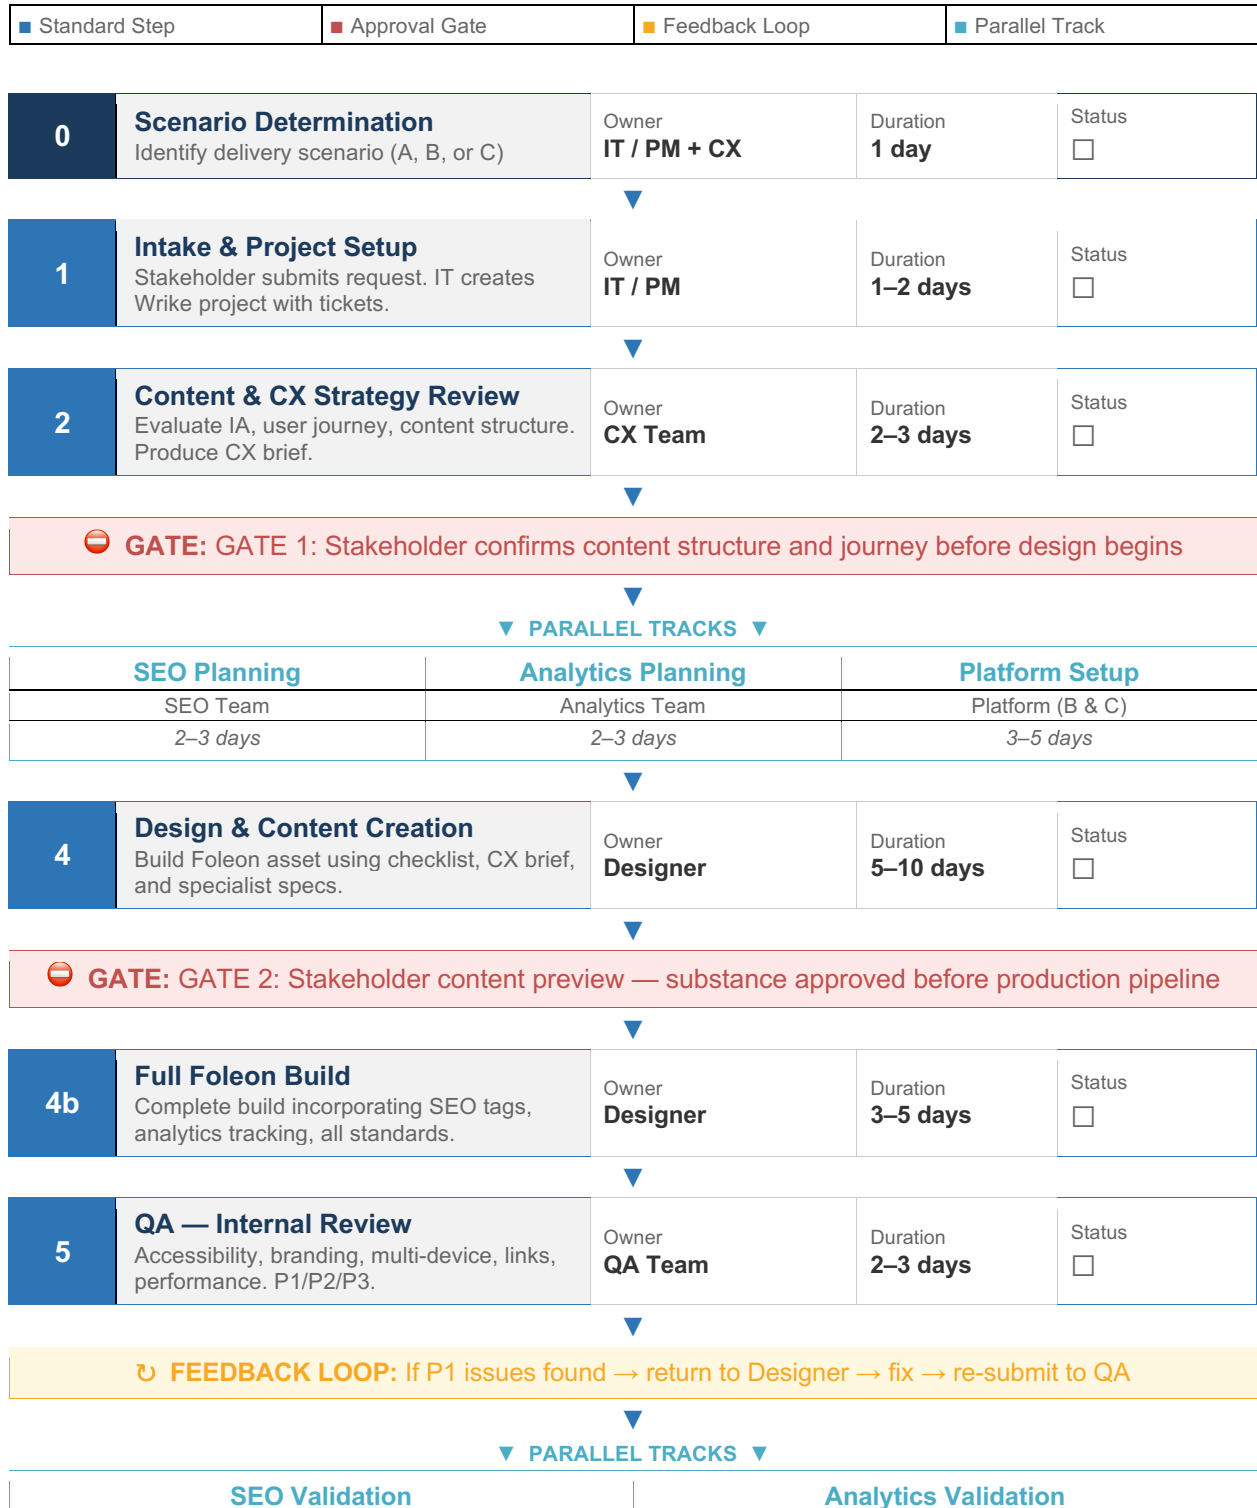 ■ Standard Step ■ Approval Gate ■ Feedback Loop ■ Parallel Track
0
Scenario Determination
Identify delivery scenario (A, B, or C)
Owner
IT / PM + CX
Duration
1 day
Status
☐
▼
1
Intake & Project Setup
Stakeholder submits request. IT creates
Wrike project with tickets.
Owner
IT / PM
Duration
1–2 days
Status
☐
▼
2
Content & CX Strategy Review
Evaluate IA, user journey, content structure.
Produce CX brief.
Owner
CX Team
Duration
2–3 days
Status
☐
▼
⛔ GATE: GATE 1: Stakeholder confirms content structure and journey before design begins
▼
▼ PARALLEL TRACKS ▼
SEO Planning Analytics Planning Platform Setup
SEO Team Analytics Team Platform (B & C)
2–3 days 2–3 days 3–5 days
▼
4
Design & Content Creation
Build Foleon asset using checklist, CX brief,
and specialist specs.
Owner
Designer
Duration
5–10 days
Status
☐
▼
⛔ GATE: GATE 2: Stakeholder content preview — substance approved before production pipeline
▼
4b
Full Foleon Build
Complete build incorporating SEO tags,
analytics tracking, all standards.
Owner
Designer
Duration
3–5 days
Status
☐
▼
5
QA — Internal Review
Accessibility, branding, multi-device, links,
performance. P1/P2/P3.
Owner
QA Team
Duration
2–3 days
Status
☐
▼
↻ FEEDBACK LOOP: If P1 issues found → return to Designer → fix → re-submit to QA
▼
▼ PARALLEL TRACKS ▼
SEO Validation Analytics Validation